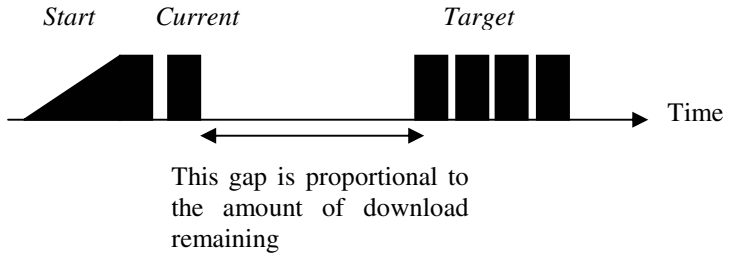 Start Current Target
Time
This gap is proportional to
the amount of download
remaining